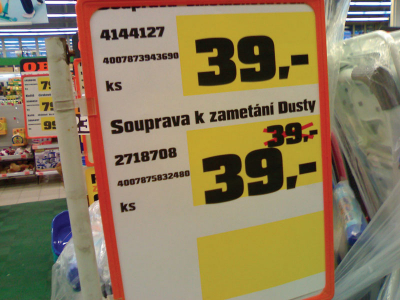 4144127
4007873943690
39,-
ks
Souprava k zametání Dusty
39,-
2718708
39,-
4007875832480
ks